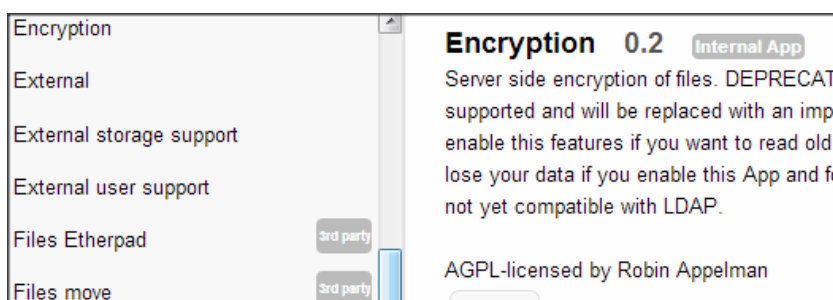 Encryption
External
External storage support
External user support
Files Etherpad 3rd party
Files move 3rd party
Encryption 0.2 Internal App
Server side encryption of files. DEPRECAT
supported and will be replaced with an imp
enable this features if you want to read old
lose your data if you enable this App and f
not yet compatible with LDAP.
AGPL-licensed by Robin Appelman